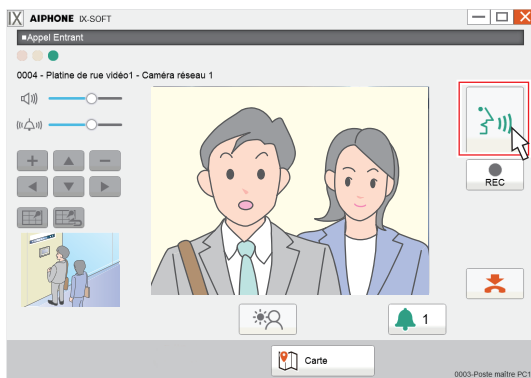 IX AIPHONE IX-SOFT
■Appel Entrant
0004 - Platine de rue vidéo1 - Caméra réseau 1
REC
1
Carte
0003-Poste maître PC1